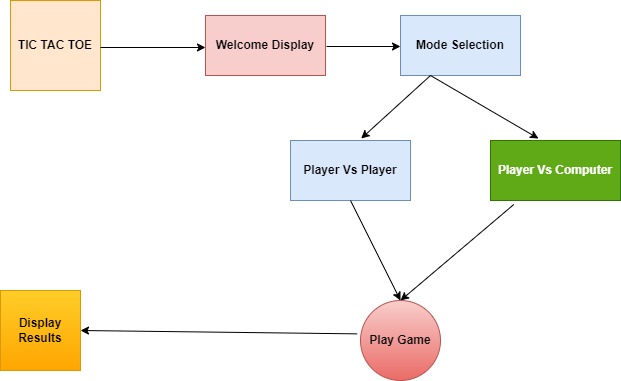 TIC TAC TOE
Welcome Display
Mode Selection
Player Vs Player
Player Vs Computer
Play Game
Display
Results